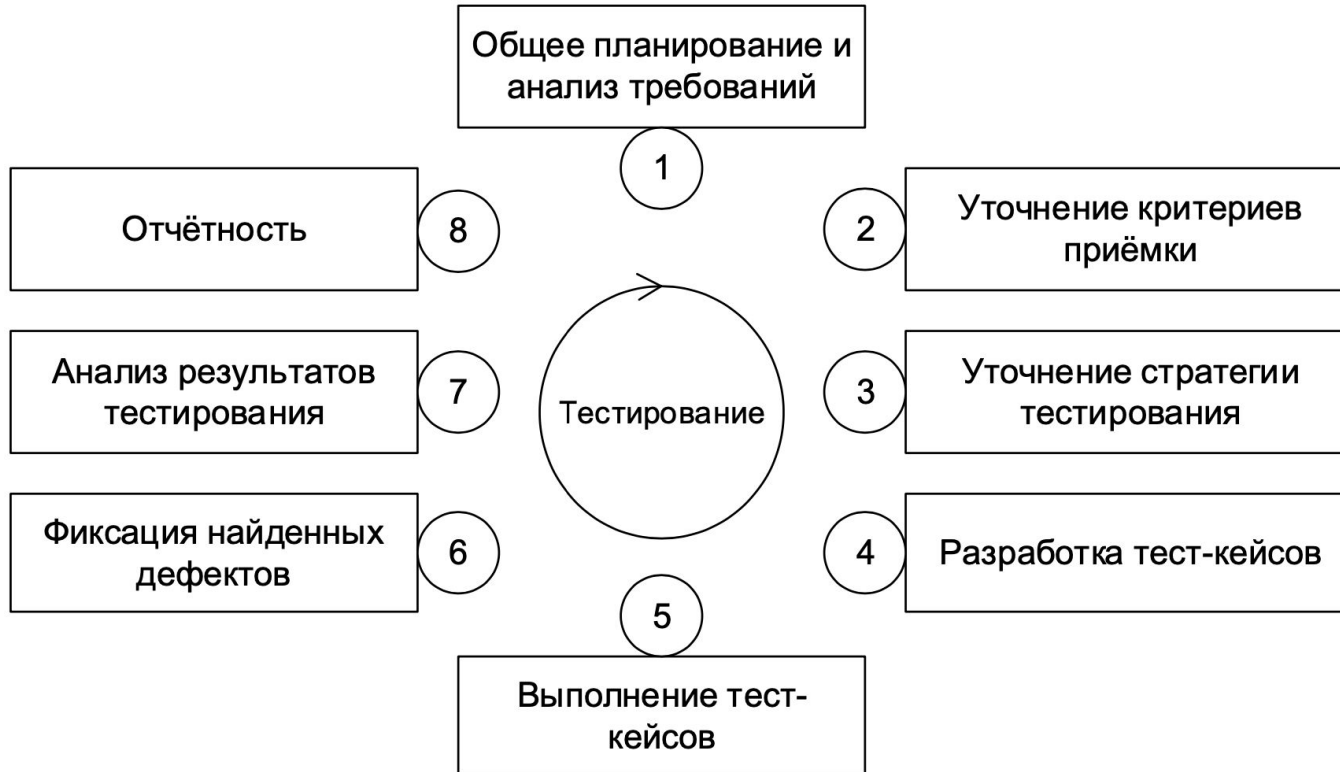 Общее планирование и
анализ требований
1
2
Уточнение критериев
приёмки
3
Уточнение стратегии
тестирования
4
Разработка тест-кейсов
5
Выполнение тест-
кейсов
6
Фиксация найденных
дефектов
7
Анализ результатов
тестирования
8
Отчётность
Тестирование